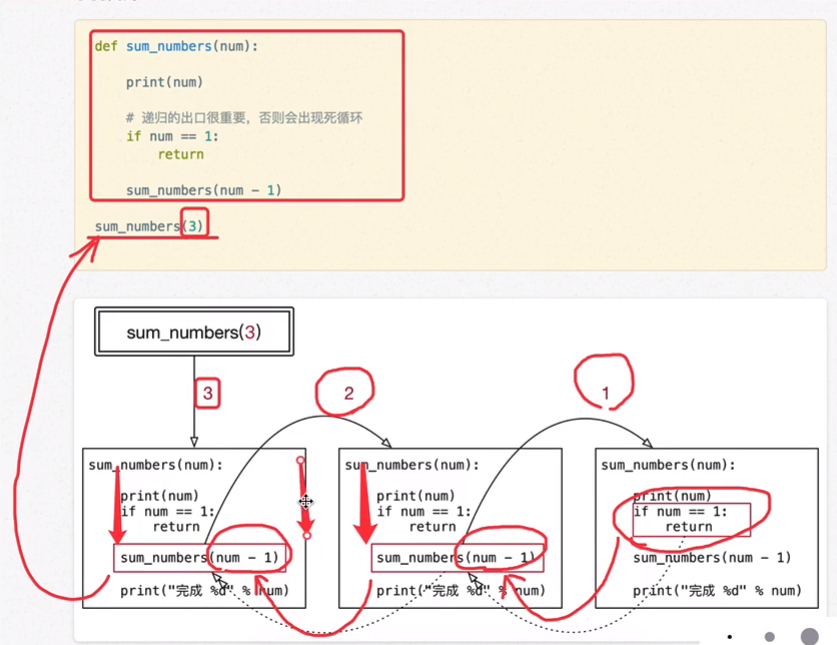 def sum_numbers(num):
print(num)
# 递归的出口很重要，否则会出现死循环
if num == 1:
return
sum_numbers(num - 1)
sum_numbers(3)
sum_numbers(3)
3
2
1
sum_numbers(num):
print(num)
if num == 1:
return
sum_numbers(num - 1)
print("完成 %d" % num)
sum_numbers(num):
print(num)
if num == 1:
return
sum_numbers(num - 1)
print("完成 %d" % num)
sum_numbers(num):
print(num)
if num == 1:
return
sum_numbers(num - 1)
print("完成 %d" % num)